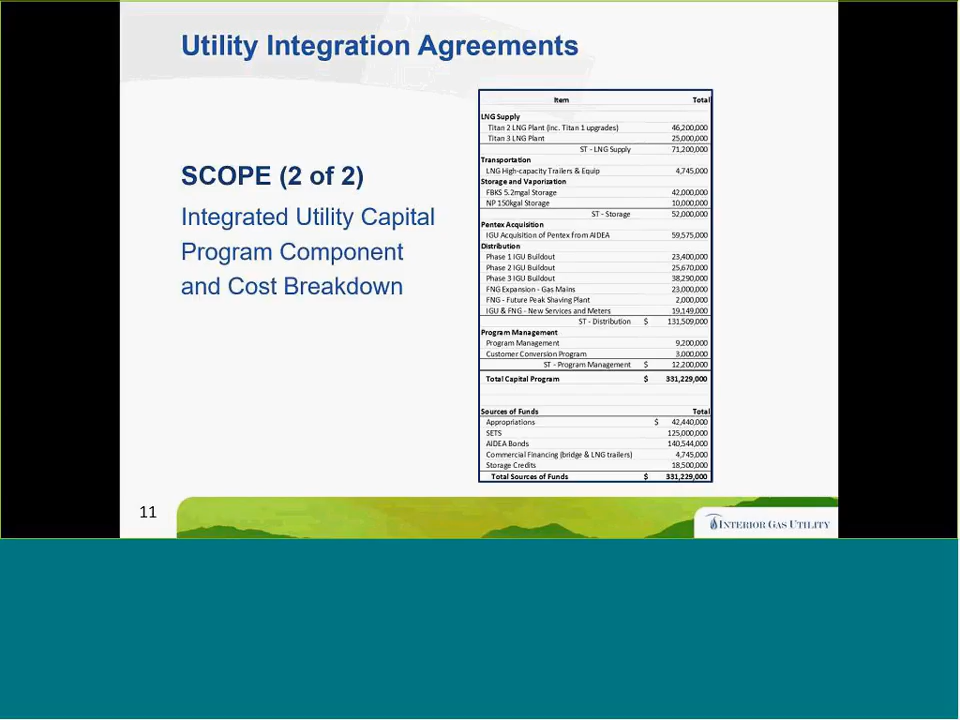 Utility Integration Agreements
SCOPE (2 of 2)
Integrated Utility Capital
Program Component
and Cost Breakdown
Item Total
LNG Supply
Titan 2 LNG Plant (Inc. Titan 1 upgrades) 46,200,000
Titan 3 LNG Plant 25,000,000
ST - LNG Supply 71,200,000
Transportation
LNG High-capacity Trailers & Equip 4,745,000
Storage and Vaporization
FBKS 5.2mgal Storage 42,000,000
NP 150kgal Storage 10,000,000
ST - Storage 52,000,000
Pentex Acquisition
IGU Acquisition of Pentex from AIDEA 59,575,000
Distribution
Phase 1 IGU Buildout 23,400,000
Phase 2 IGU Buildout 25,670,000
Phase 3 IGU Buildout 38,290,000
FNG Expansion - Gas Mains 23,000,000
FNG - Future Peak Shaving Plant 2,000,000
IGU & FNG - New Services and Meters 19,149,000
ST - Distribution $ 131,509,000
Program Management
Program Management 9,200,000
Customer Conversion Program 3,000,000
ST - Program Management $ 12,200,000
Total Capital Program $ 331,229,000
Sources of Funds Total
Appropriations $ 42,440,000
SETS 125,000,000
AIDEA Bonds 140,544,000
Commercial Financing (bridge & LNG trailers) 4,745,000
Storage Credits 18,500,000
Total Sources of Funds $ 331,229,000
11
INTERIOR GAS UTILITY